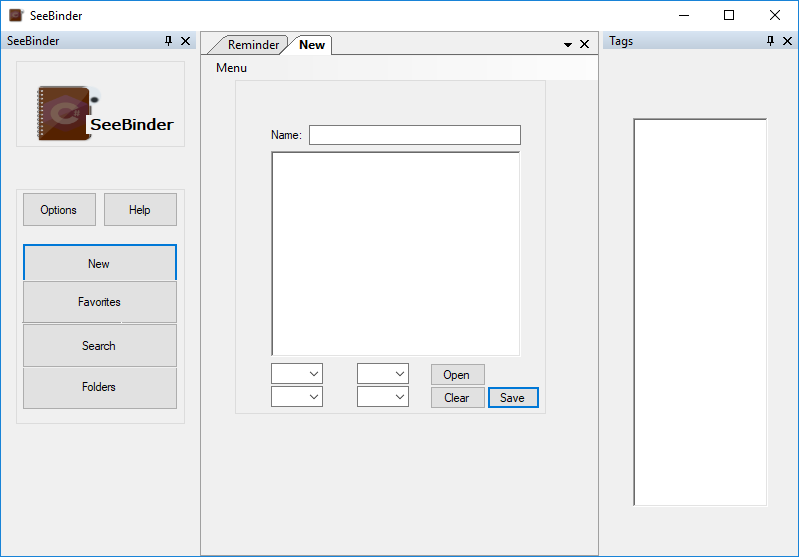 SeeBinder
SeeBinder
C#
SeeBinder
Options
Help
New
Favorites
Search
Folders
Reminder
New
Menu
Name:
Open
Clear
Save
Tags